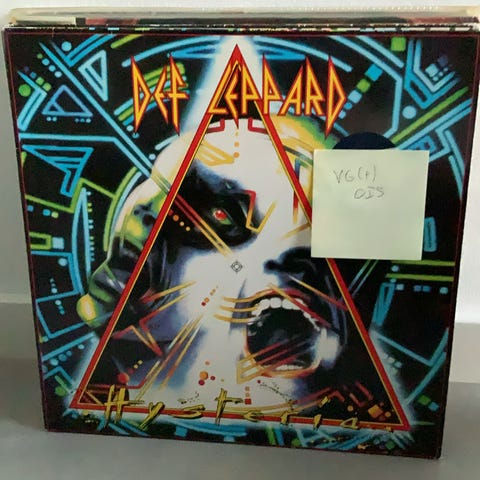 DEF LEPPARD
VG(+)
OIS
Hysteria